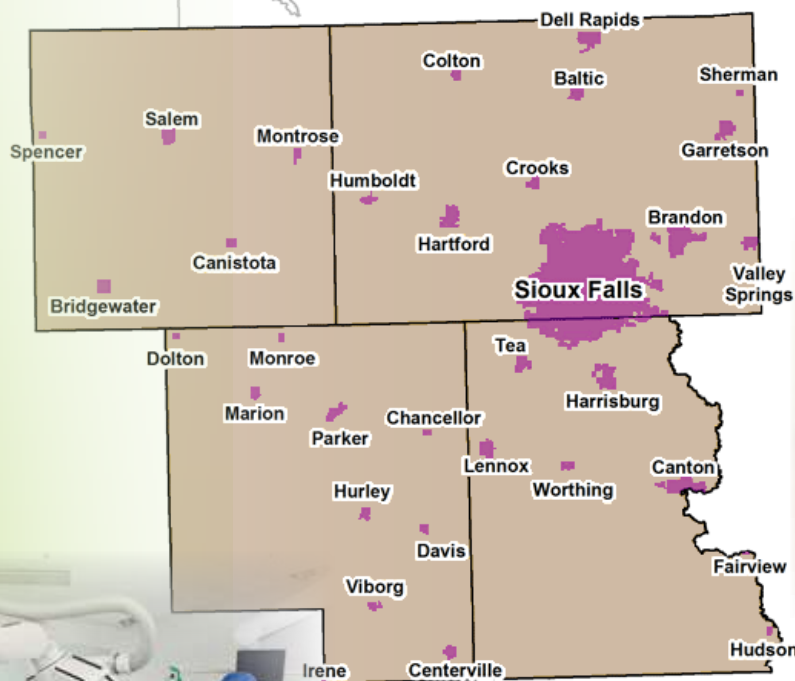 Dell Rapids
Colton
Baltic
Sherman
Salem
Montrose
Spencer
Garretson
Crooks
Humboldt
Brandon
Hartford
Canistota
Valley
Springs
Sioux Falls
Bridgewater
Tea
Dolton
Monroe
Harrisburg
Marion
Chancellor
Parker
Lennox
Canton
Worthing
Hurley
Davis
Fairview
Viborg
Hudson
Irene
Centerville